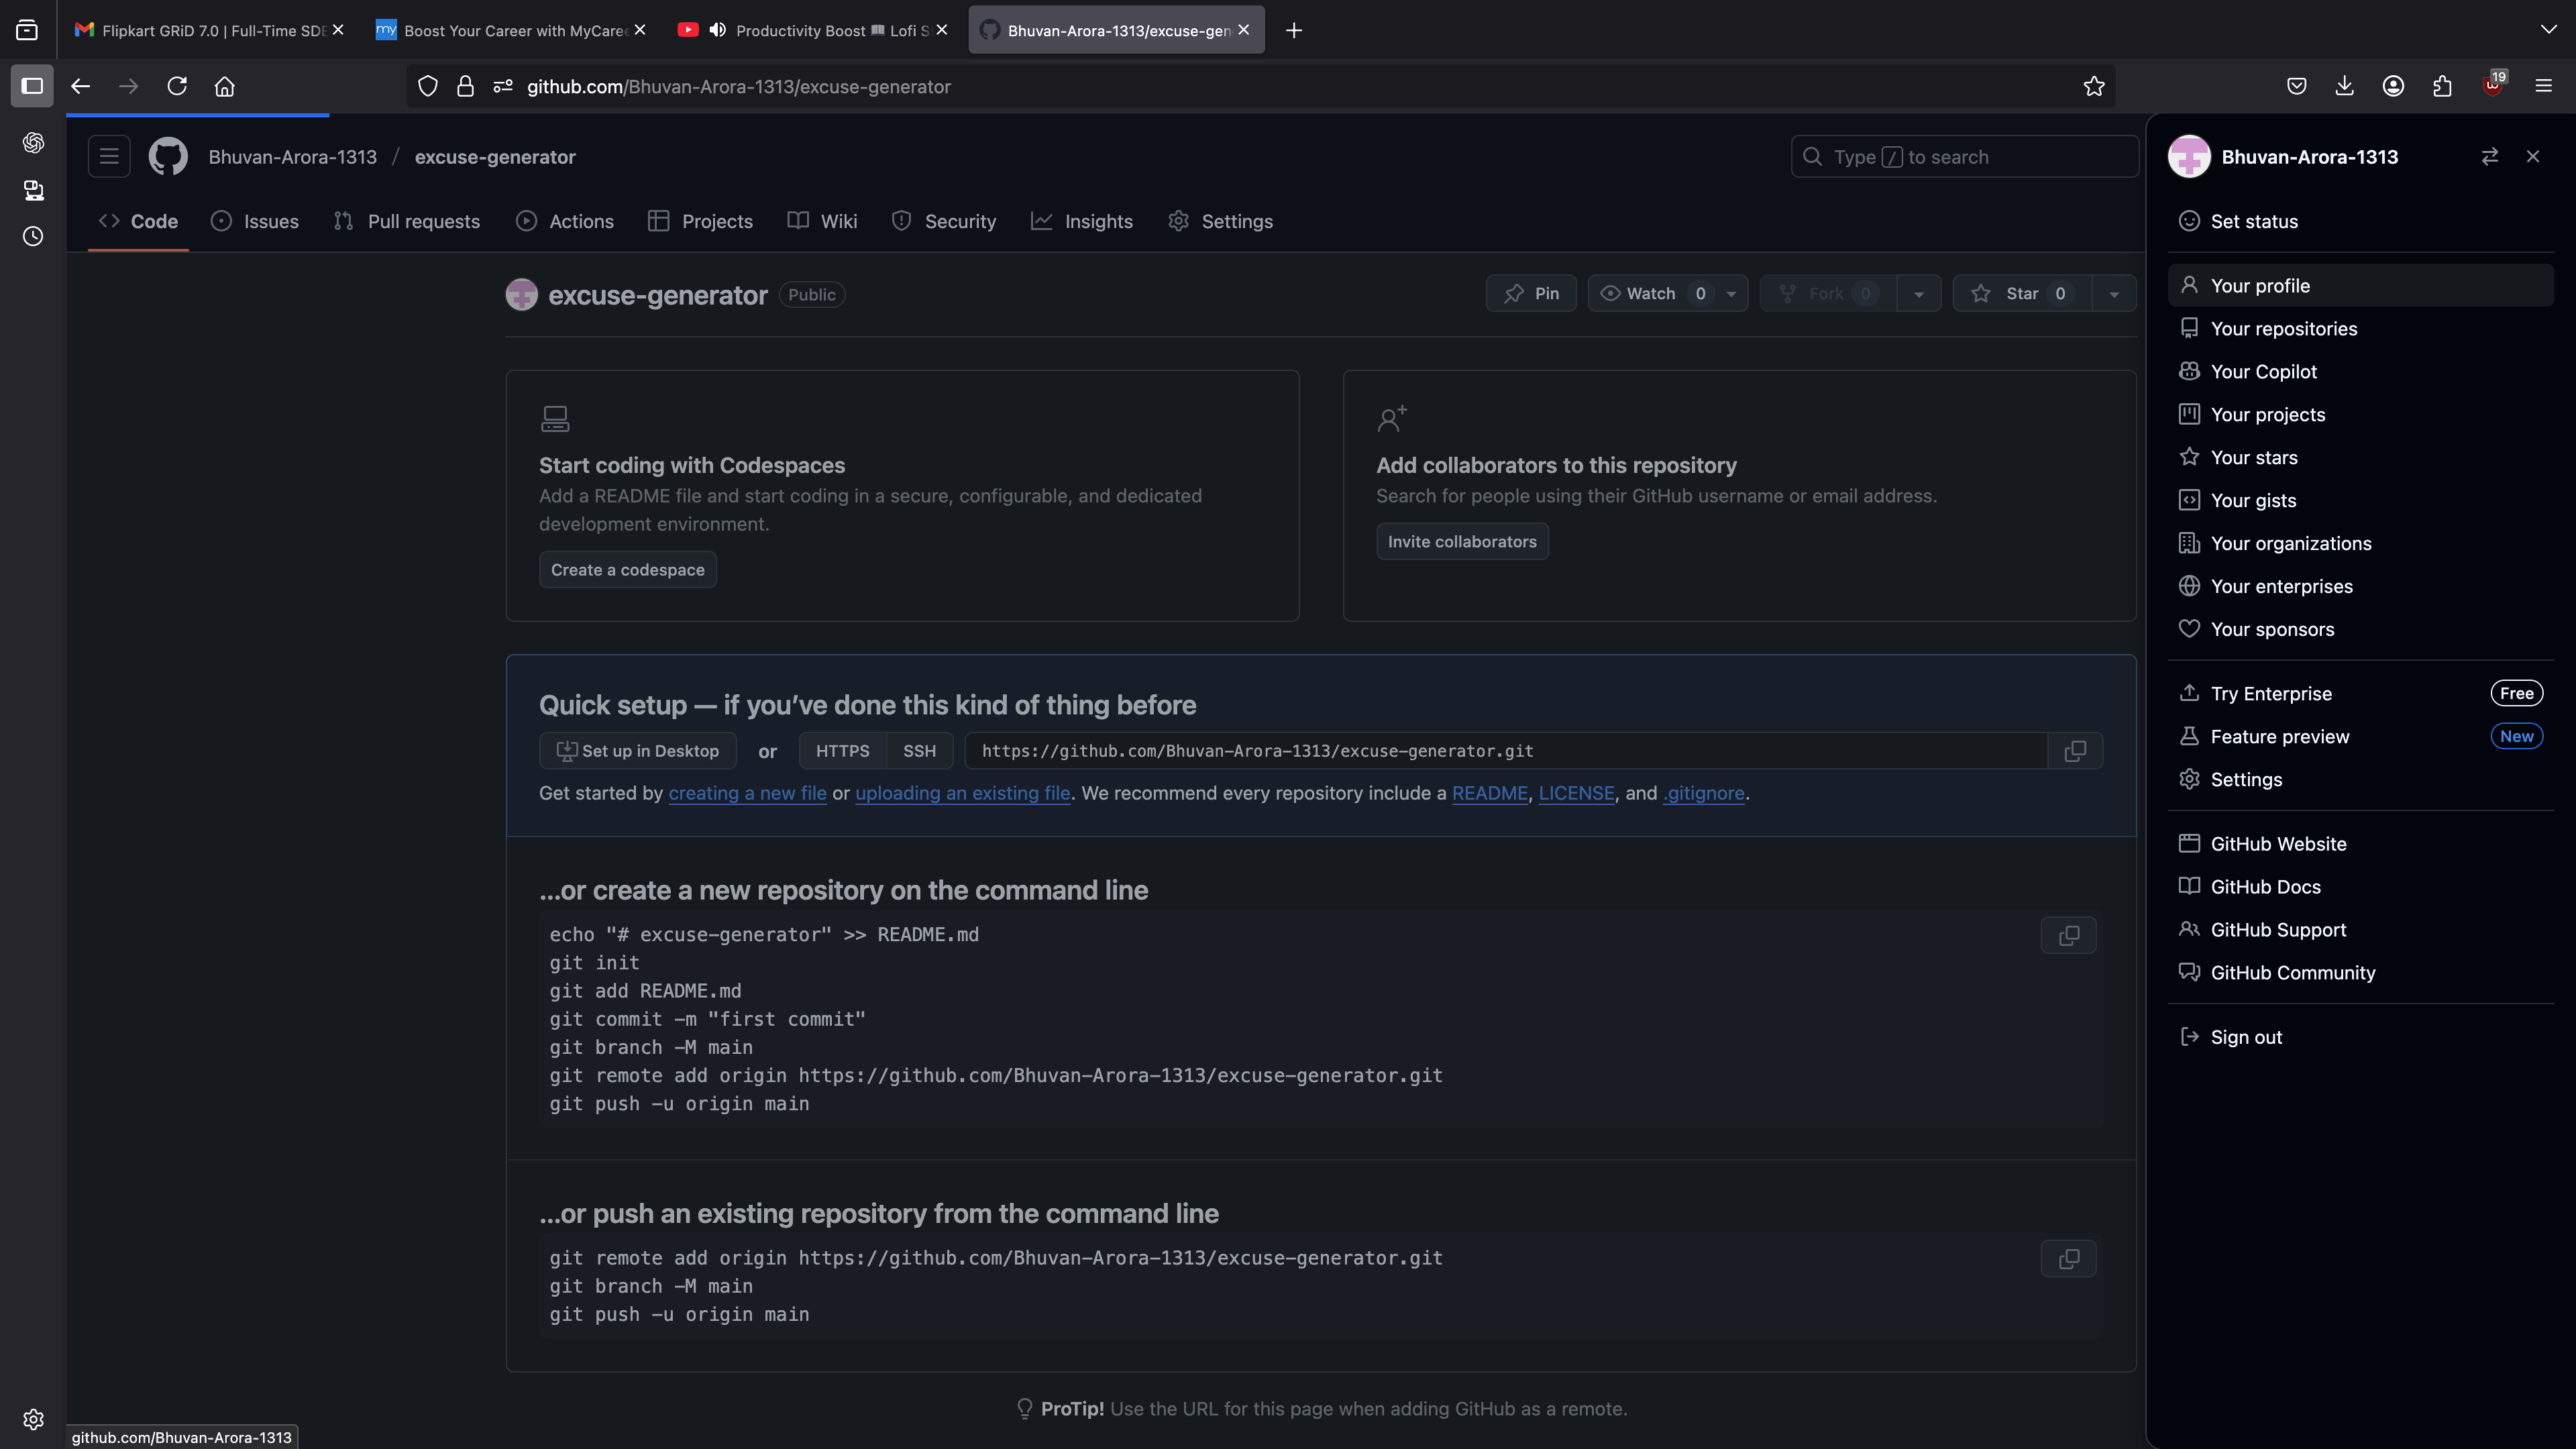 Flipkart GRiD 7.0 | Full-Time SDE
Boost Your Career with MyCaree
Productivity Boost 📖 Lofi S
Bhuvan-Arora-1313/excuse-gen
github.com/Bhuvan-Arora-1313/excuse-generator
19
Bhuvan-Arora-1313 / excuse-generator
Type / to search
Code
Issues
Pull requests
Actions
Projects
Wiki
Security
Insights
Settings
excuse-generator Public
Pin
Watch 0
Fork 0
Star 0
Start coding with Codespaces
Add a README file and start coding in a secure, configurable, and dedicated
development environment.
Create a codespace
Add collaborators to this repository
Search for people using their GitHub username or email address.
Invite collaborators
Quick setup — if you’ve done this kind of thing before
Set up in Desktop or HTTPS SSH https://github.com/Bhuvan-Arora-1313/excuse-generator.git
Get started by creating a new file or uploading an existing file. We recommend every repository include a README, LICENSE, and .gitignore.
…or create a new repository on the command line
echo "# excuse-generator" >> README.md
git init
git add README.md
git commit -m "first commit"
git branch -M main
git remote add origin https://github.com/Bhuvan-Arora-1313/excuse-generator.git
git push -u origin main
…or push an existing repository from the command line
git remote add origin https://github.com/Bhuvan-Arora-1313/excuse-generator.git
git branch -M main
git push -u origin main
ProTip! Use the URL for this page when adding GitHub as a remote.
Bhuvan-Arora-1313
Set status
Your profile
Your repositories
Your Copilot
Your projects
Your stars
Your gists
Your organizations
Your enterprises
Your sponsors
Try Enterprise Free
Feature preview New
Settings
GitHub Website
GitHub Docs
GitHub Support
GitHub Community
Sign out
github.com/Bhuvan-Arora-1313